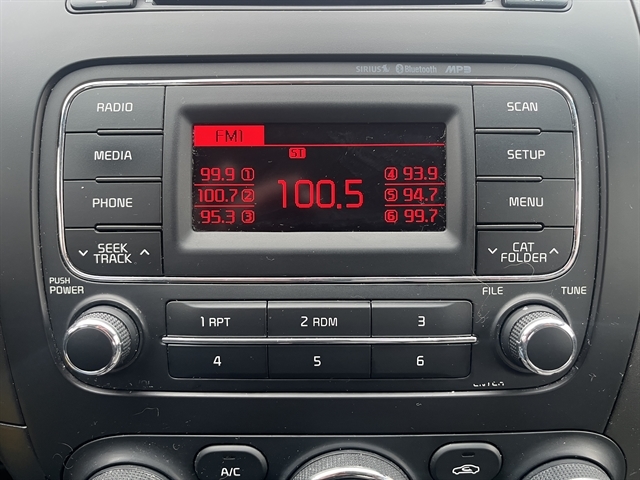 SIRIUS Bluetooth MP3
RADIO
MEDIA
PHONE
SEEK
TRACK
FM1
ST
99.9 1
100.7 2
95.3 3
100.5
4 93.9
5 94.7
6 99.7
SCAN
SETUP
MENU
CAT
FOLDER
PUSH
POWER
FILE
TUNE
1 RPT
2 RDM
3
4
5
6
ENTER
A/C